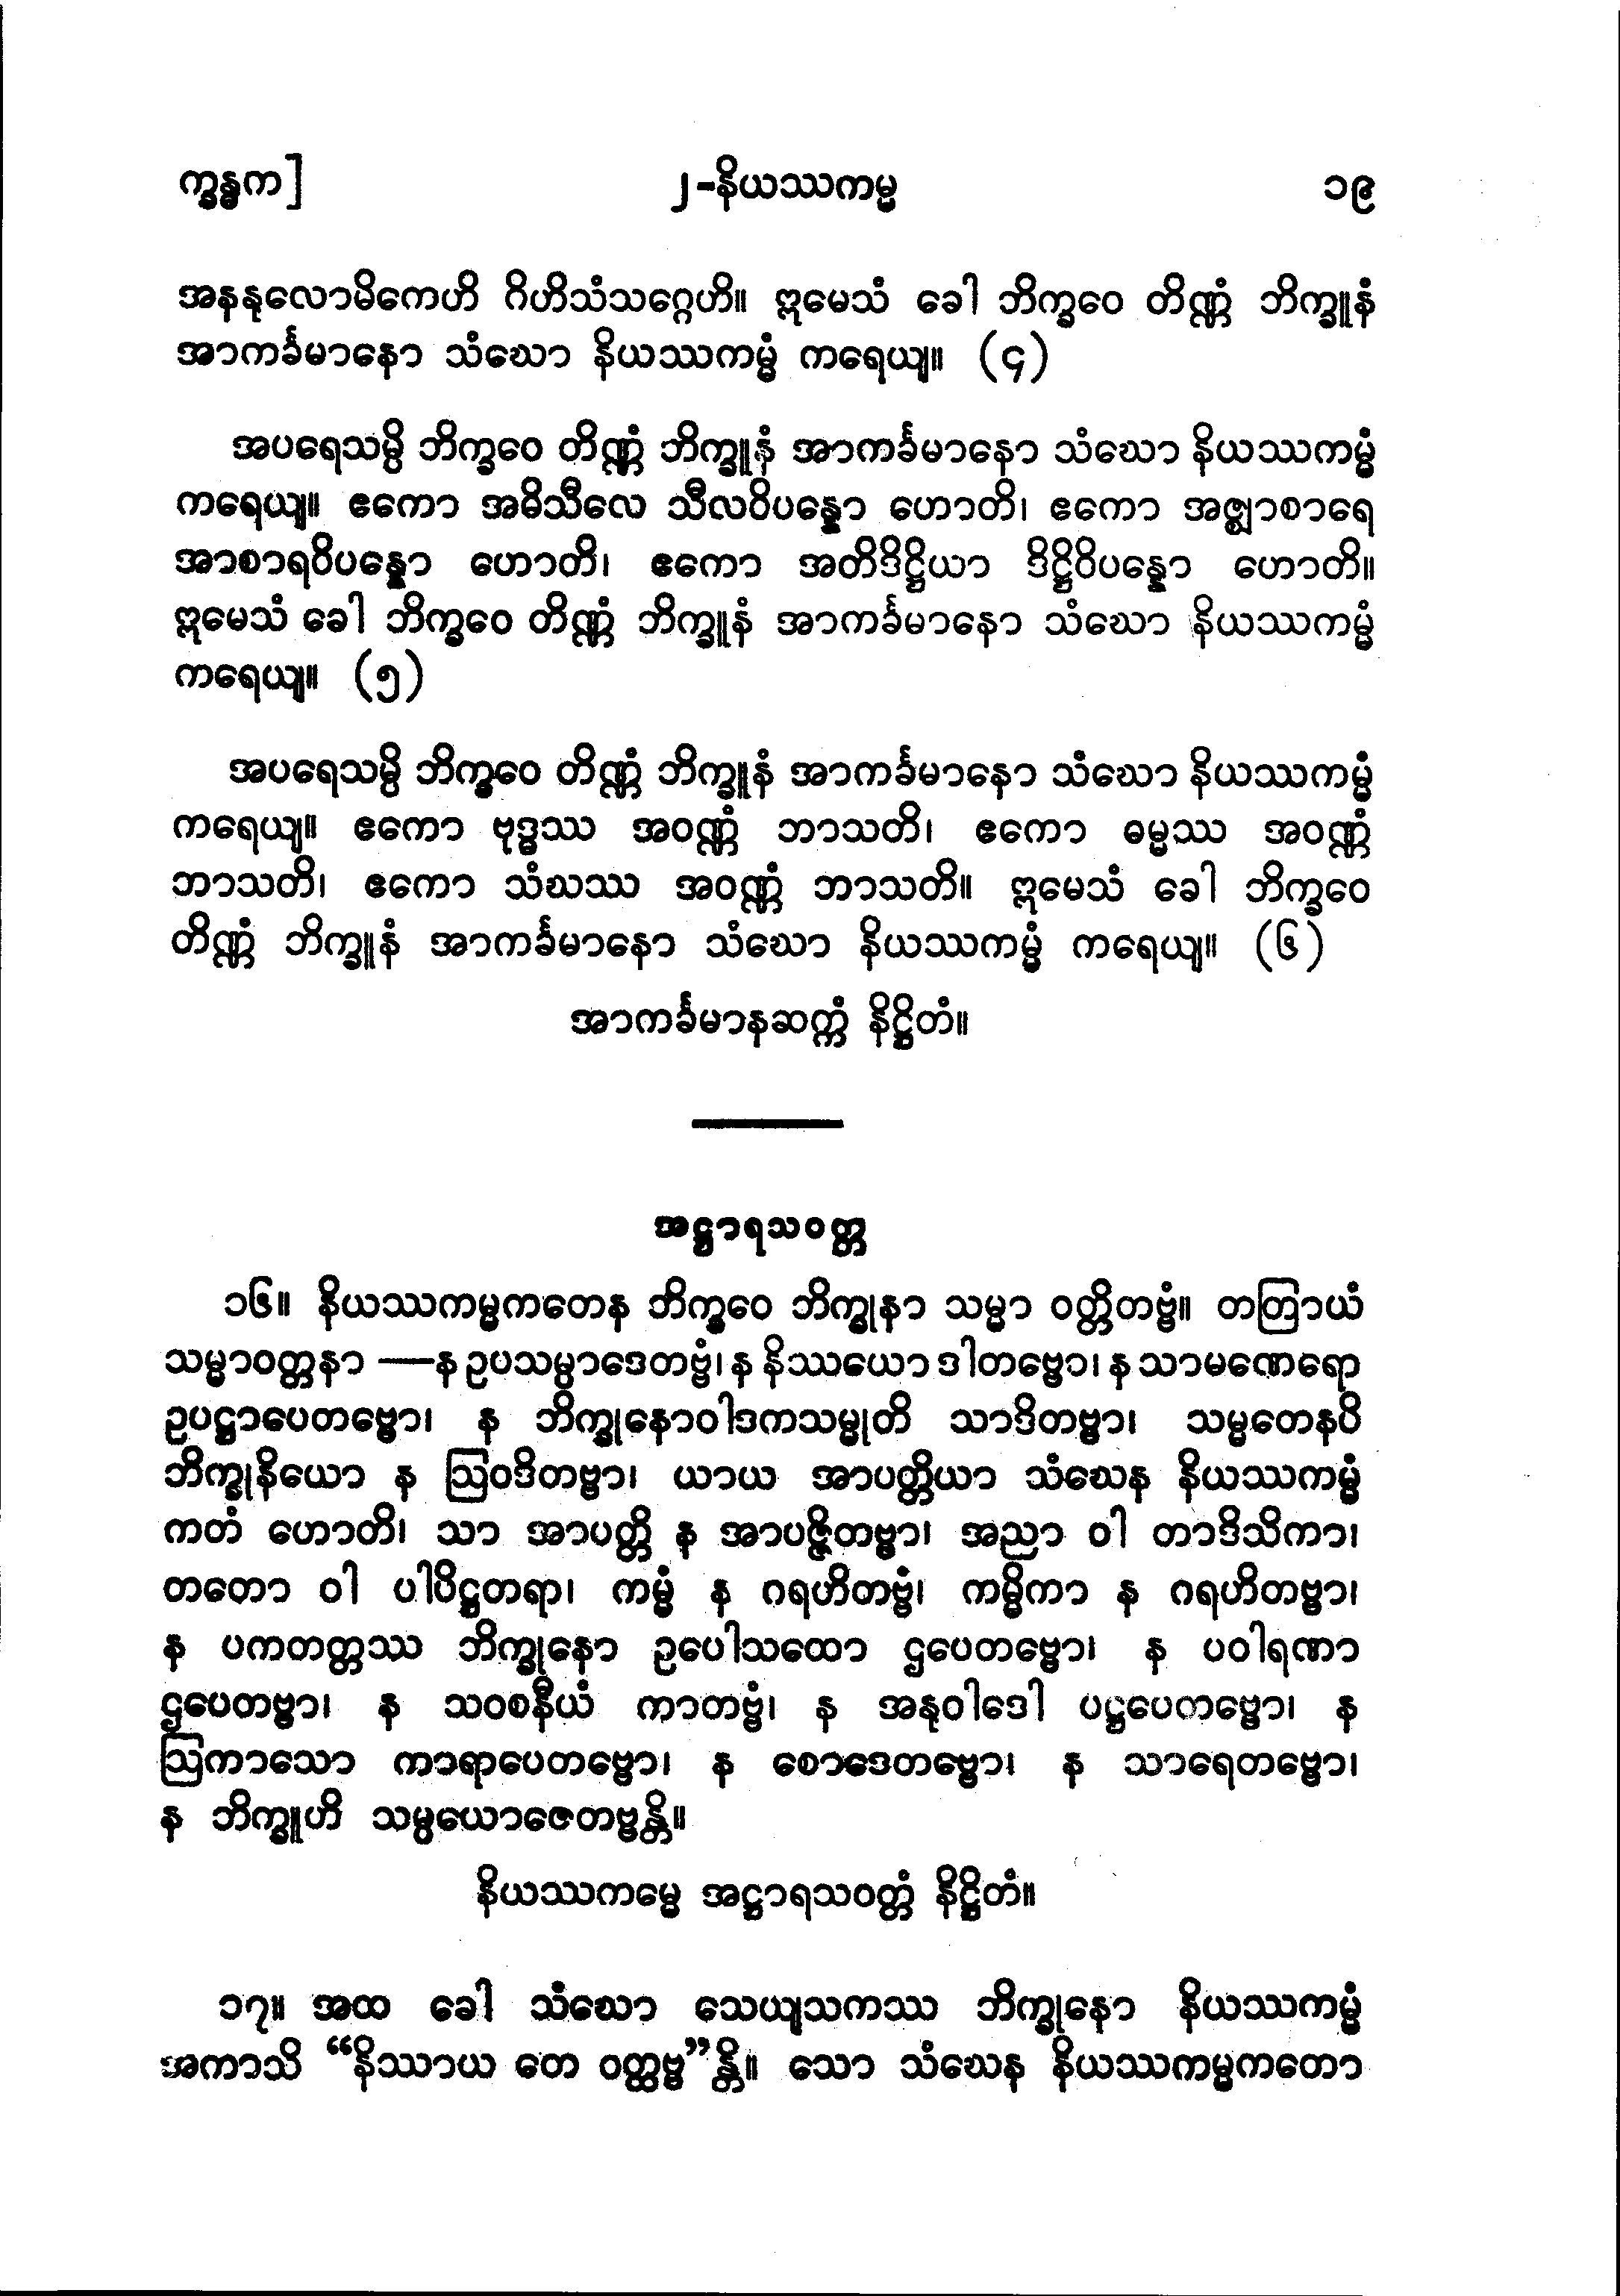 က္ခန္ဓက]
၂-နိယဿကမ္မ
၁၉
အနနုလောမိကေဟိ ဂိဟိသံသဂ္ဂေဟိ။ ဣမေသံ ခေါ ဘိက္ခဝေ တိဏ္ဏံ ဘိက္ခူနံ
အာကင်္ခမာနော သံဃော နိယဿကမ္မံ ကရေယျ။ (၄)
အပရေသမ္ပိ ဘိက္ခဝေ တိဏ္ဏံ ဘိက္ခူနံ အာကင်္ခမာနော သံဃော နိယဿကမ္မံ
ကရေယျ။ ဧကော အဓိသီလေ သီလဝိပန္နော ဟောတိ၊ ဧကော အဇ္ဈာစာရေ
အာစာရဝိပန္နော ဟောတိ၊ ဧကော အတိဒိဋ္ဌိယာ ဒိဋ္ဌိဝိပန္နော ဟောတိ။
ဣမေသံ ခေါ ဘိက္ခဝေ တိဏ္ဏံ ဘိက္ခူနံ အာကင်္ခမာနော သံဃော နိယဿကမ္မံ
ကရေယျ။ (၅)
အပရေသမ္ပိ ဘိက္ခဝေ တိဏ္ဏံ ဘိက္ခူနံ အာကင်္ခမာနော သံဃော နိယဿကမ္မံ
ကရေယျ။ ဧကော ဗုဒ္ဓဿ အဝဏ္ဏံ ဘာသတိ၊ ဧကော ဓမ္မဿ အဝဏ္ဏံ
ဘာသတိ၊ ဧကော သံဃဿ အဝဏ္ဏံ ဘာသတိ။ ဣမေသံ ခေါ ဘိက္ခဝေ
တိဏ္ဏံ ဘိက္ခူနံ အာကင်္ခမာနော သံဃော နိယဿကမ္မံ ကရေယျ။ (၆)
အာကင်္ခမာနဆက္ကံ နိဋ္ဌိတံ။
အဋ္ဌာရသဝတ္တ
၁၆။ နိယဿကမ္မကတေန ဘိက္ခဝေ ဘိက္ခုနာ သမ္မာ ဝတ္တိတဗ္ဗံ။ တတြာယံ
သမ္မာဝတ္တနာ —န ဥပသမ္ပာဒေတဗ္ဗံ၊ န နိဿယော ဒါတဗ္ဗော၊ န သာမဏေရော
ဥပဋ္ဌာပေတဗ္ဗော၊ န ဘိက္ခုနောဝါဒကသမ္မုတိ သာဒိတဗ္ဗာ၊ သမ္မတေနပိ
ဘိက္ခုနိယော န ဩဝဒိတဗ္ဗာ၊ ယာယ အာပတ္တိယာ သံဃေန နိယဿကမ္မံ
ကတံ ဟောတိ၊ သာ အာပတ္တိ န အာပဇ္ဇိတဗ္ဗာ၊ အညာ ဝါ တာဒိသိကာ၊
တတော ဝါ ပါပိဋ္ဌတရာ၊ ကမ္မံ န ဂရဟိတဗ္ဗံ၊ ကမ္မိကာ န ဂရဟိတဗ္ဗာ၊
န ပကတတ္တဿ ဘိက္ခုနော ဥပေါသထော ဌပေတဗ္ဗော၊ န ပဝါရဏာ
ဌပေတဗ္ဗာ၊ န သဝစနီယံ ကာတဗ္ဗံ၊ န အနုဝါဒေါ ပဋ္ဌပေတဗ္ဗော၊ န
ဩကာသော ကာရာပေတဗ္ဗော၊ န စောဒေတဗ္ဗော၊ န သာရေတဗ္ဗော၊
န ဘိက္ခူဟိ သမ္ပယောဇေတဗ္ဗန္တိ။
နိယဿကမ္မေ အဋ္ဌာရသဝတ္တံ နိဋ္ဌိတံ။
၁၇။ အထ ခေါ သံဃော သေယျသကဿ ဘိက္ခုနော နိယဿကမ္မံ
အကာသိ “နိဿာယ တေ ဝတ္ထဗ္ဗ”န္တိ။ သော သံဃေန နိယဿကမ္မကတော